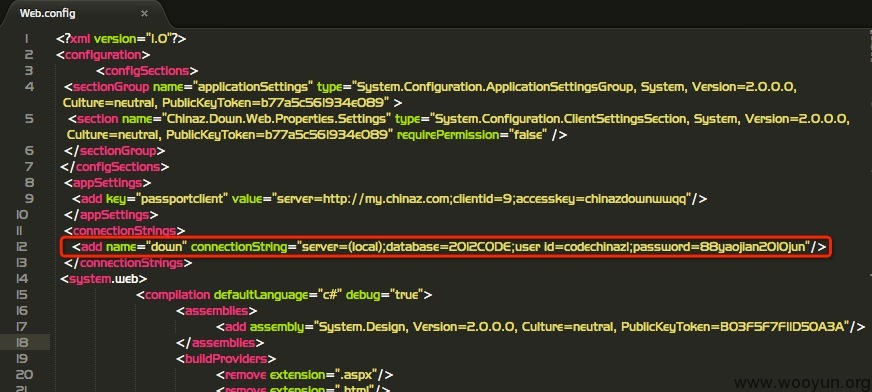 Web.config ×
1 <?xml version="1.0"?>
2 <configuration>
3 <configSections>
4 <sectionGroup name="applicationSettings" type="System.Configuration.ApplicationSettingsGroup, System, Version=2.0.0.0,
Culture=neutral, PublicKeyToken=b77a5c561934e089" >
5 <section name="Chinaz.Down.Web.Properties.Settings" type="System.Configuration.ClientSettingsSection, System, Version=2.0.0.0,
Culture=neutral, PublicKeyToken=b77a5c561934e089" requirePermission="false" />
6 </sectionGroup>
7 </configSections>
8 <appSettings>
9 <add key="passportclient" value="server=http://my.chinaz.com;clientid=9;accesskey=chinazdownwwqq"/>
10 </appSettings>
11 <connectionStrings>
12 <add name="down" connectionString="server=(local);database=2012CODE;user id=codechinaz1;password=88yaojian2010jun"/>
13 </connectionStrings>
14 <system.web>
15 <compilation defaultLanguage="c#" debug="true">
16 <assemblies>
17 <add assembly="System.Design, Version=2.0.0.0, Culture=neutral, PublicKeyToken=B03F5F7F11D50A3A"/>
18 </assemblies>
19 <buildProviders>
20 <remove extension=".aspx"/>
21 <remove extension=".html"/>
www.wooyun.org